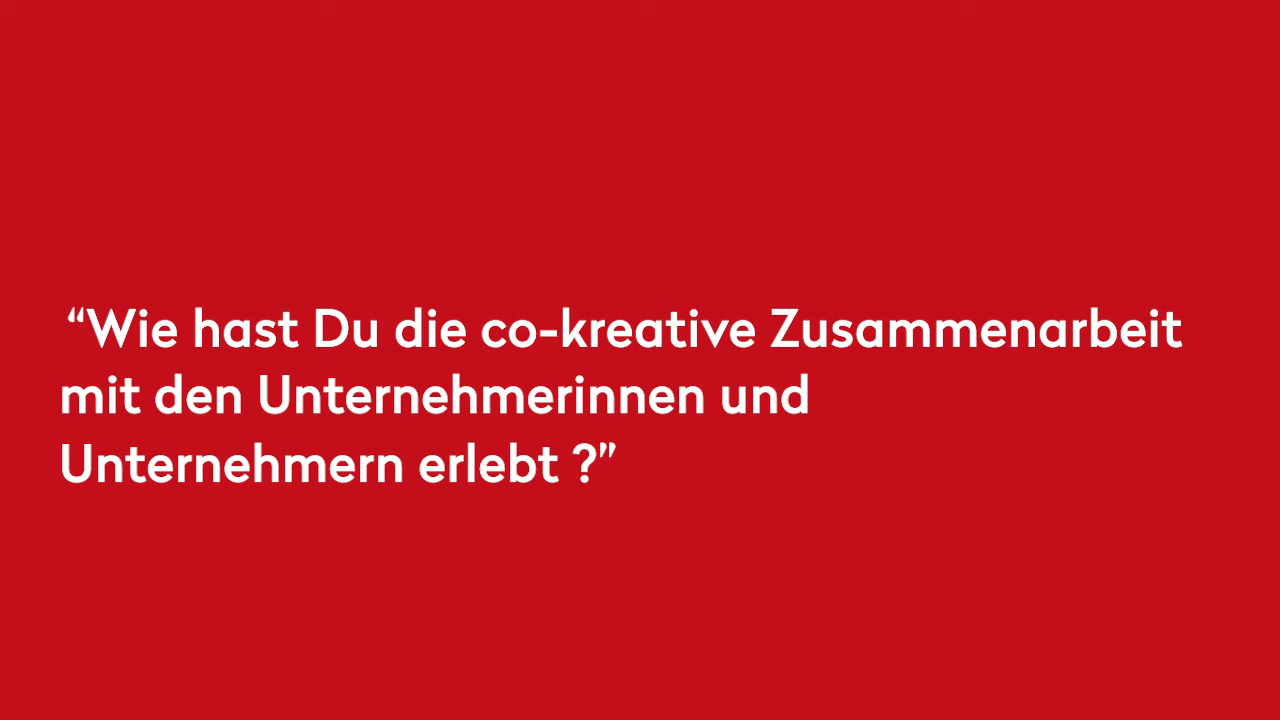 “Wie hast Du die co-kreative Zusammenarbeit
mit den Unternehmerinnen und
Unternehmern erlebt ?”